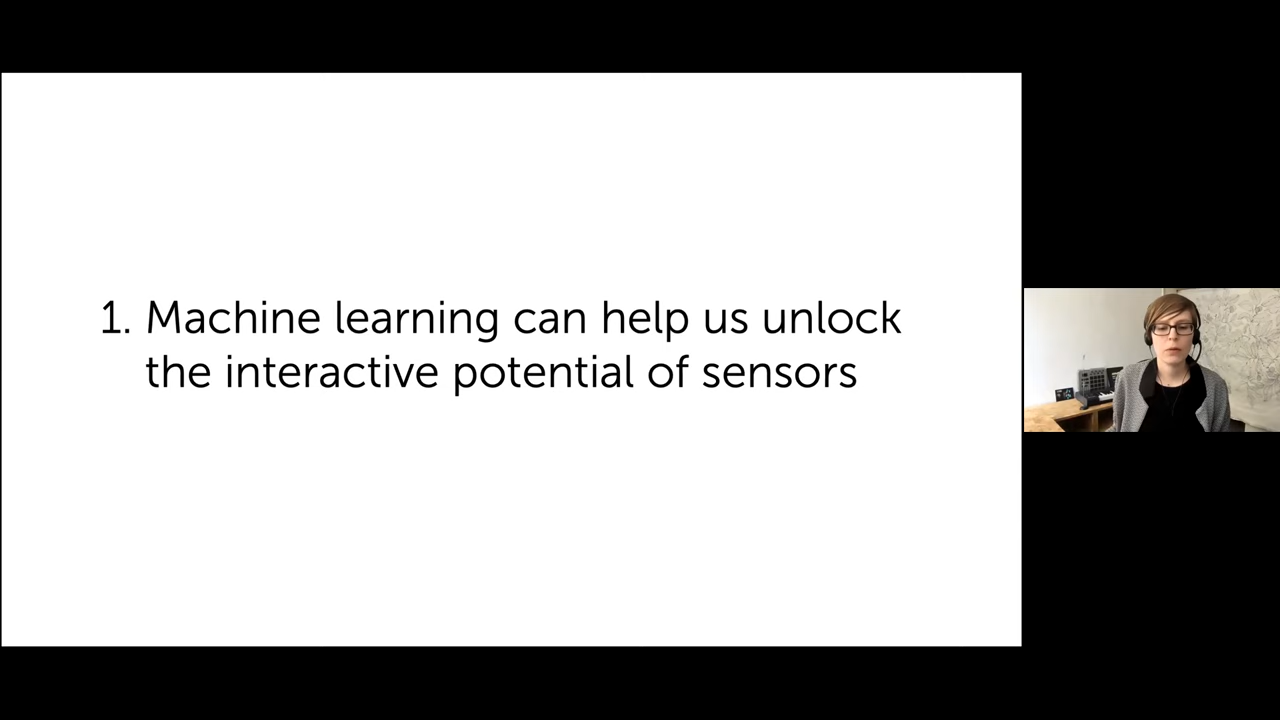 1. Machine learning can help us unlock
the interactive potential of sensors